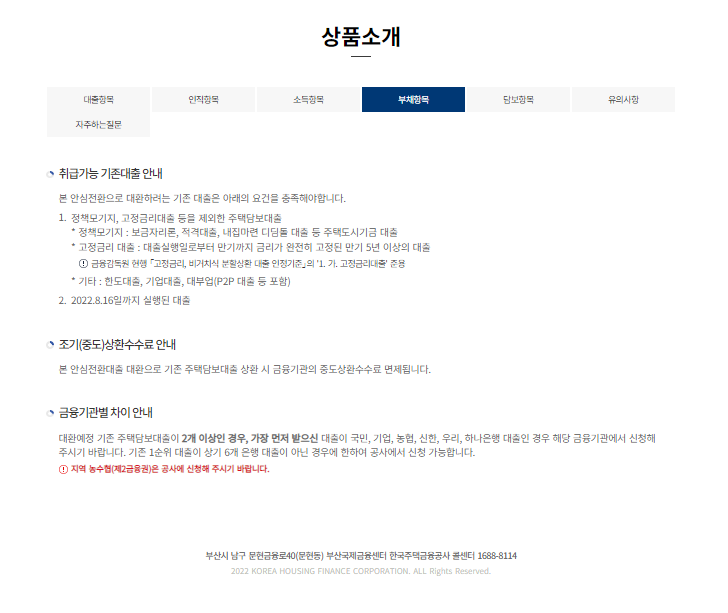 상품소개
대출항목
인적항목
소득항목
부채항목
담보항목
유의사항
자주하는질문
취급가능 기존대출 안내
본 안심전환으로 대환하려는 기존 대출은 아래의 요건을 충족해야합니다.
1. 정책모기지, 고정금리대출 등을 제외한 주택담보대출
* 정책모기지 : 보금자리론, 적격대출, 내집마련 디딤돌 대출 등 주택도시기금 대출
* 고정금리 대출 : 대출실행일로부터 만기까지 금리가 완전히 고정된 만기 5년 이상의 대출
금융감독원 현행 「고정금리, 비거치식 분할상환 대출 인정기준」의 '1. 가. 고정금리대출' 준용
* 기타 : 한도대출, 기업대출, 대부업(P2P 대출 등 포함)
2. 2022.8.16일까지 실행된 대출
조기(중도)상환수수료 안내
본 안심전환대출 대환으로 기존 주택담보대출 상환 시 금융기관의 중도상환수수료 면제됩니다.
금융기관별 차이 안내
대환예정 기존 주택담보대출이 2개 이상인 경우, 가장 먼저 받으신 대출이 국민, 기업, 농협, 신한, 우리, 하나은행 대출인 경우 해당 금융기관에서 신청해
주시기 바랍니다. 기존 1순위 대출이 상기 6개 은행 대출이 아닌 경우에 한하여 공사에서 신청 가능합니다.
지역 농수협(제2금융권)은 공사에 신청해 주시기 바랍니다.
부산시 남구 문현금융로40(문현동) 부산국제금융센터 한국주택금융공사 콜센터 1688-8114
2022 KOREA HOUSING FINANCE CORPORATION. ALL Rights Reserved.